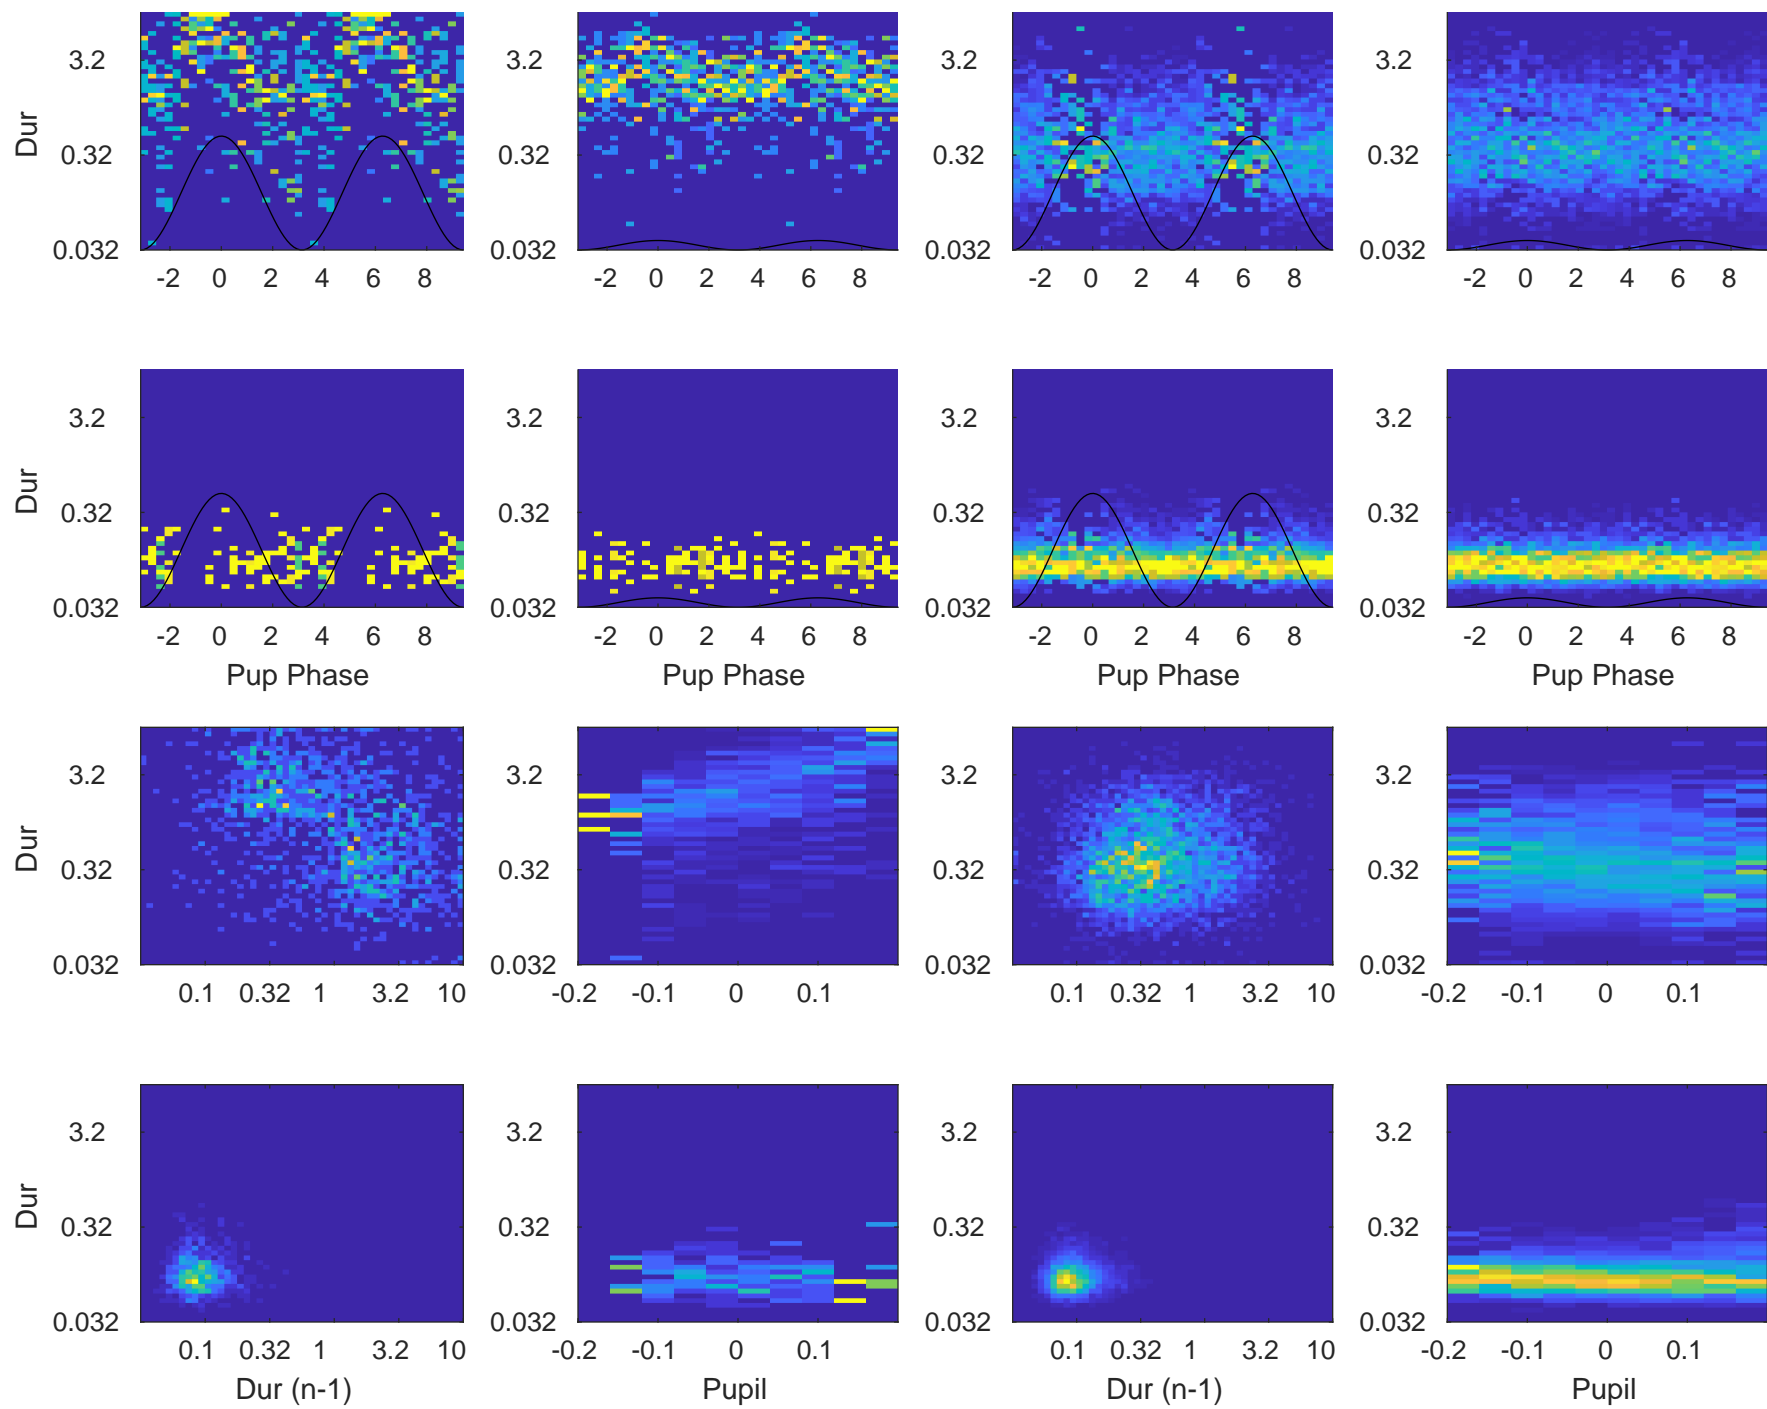 3.2 3.2 3.2 3.2
Dur
0.32 0.32 0.32 0.32
0.032 0.032 0.032 0.032
-2 0 2 4 6 8 -2 0 2 4 6 8 -2 0 2 4 6 8 -2 0 2 4 6 8
3.2 3.2 3.2 3.2
Dur
0.32 0.32 0.32 0.32
0.032 0.032 0.032 0.032
-2 0 2 4 6 8 -2 0 2 4 6 8 -2 0 2 4 6 8 -2 0 2 4 6 8
Pup Phase Pup Phase Pup Phase Pup Phase
3.2 3.2 3.2 3.2
Dur
0.32 0.32 0.32 0.32
0.032 0.032 0.032 0.032
0.1 0.32 1 3.2 10 -0.2 -0.1 0 0.1 0.1 0.32 1 3.2 10 -0.2 -0.1 0 0.1
3.2 3.2 3.2 3.2
Dur
0.32 0.32 0.32 0.32
0.032 0.032 0.032 0.032
0.1 0.32 1 3.2 10 -0.2 -0.1 0 0.1 0.1 0.32 1 3.2 10 -0.2 -0.1 0 0.1
Dur (n-1) Pupil Dur (n-1) Pupil